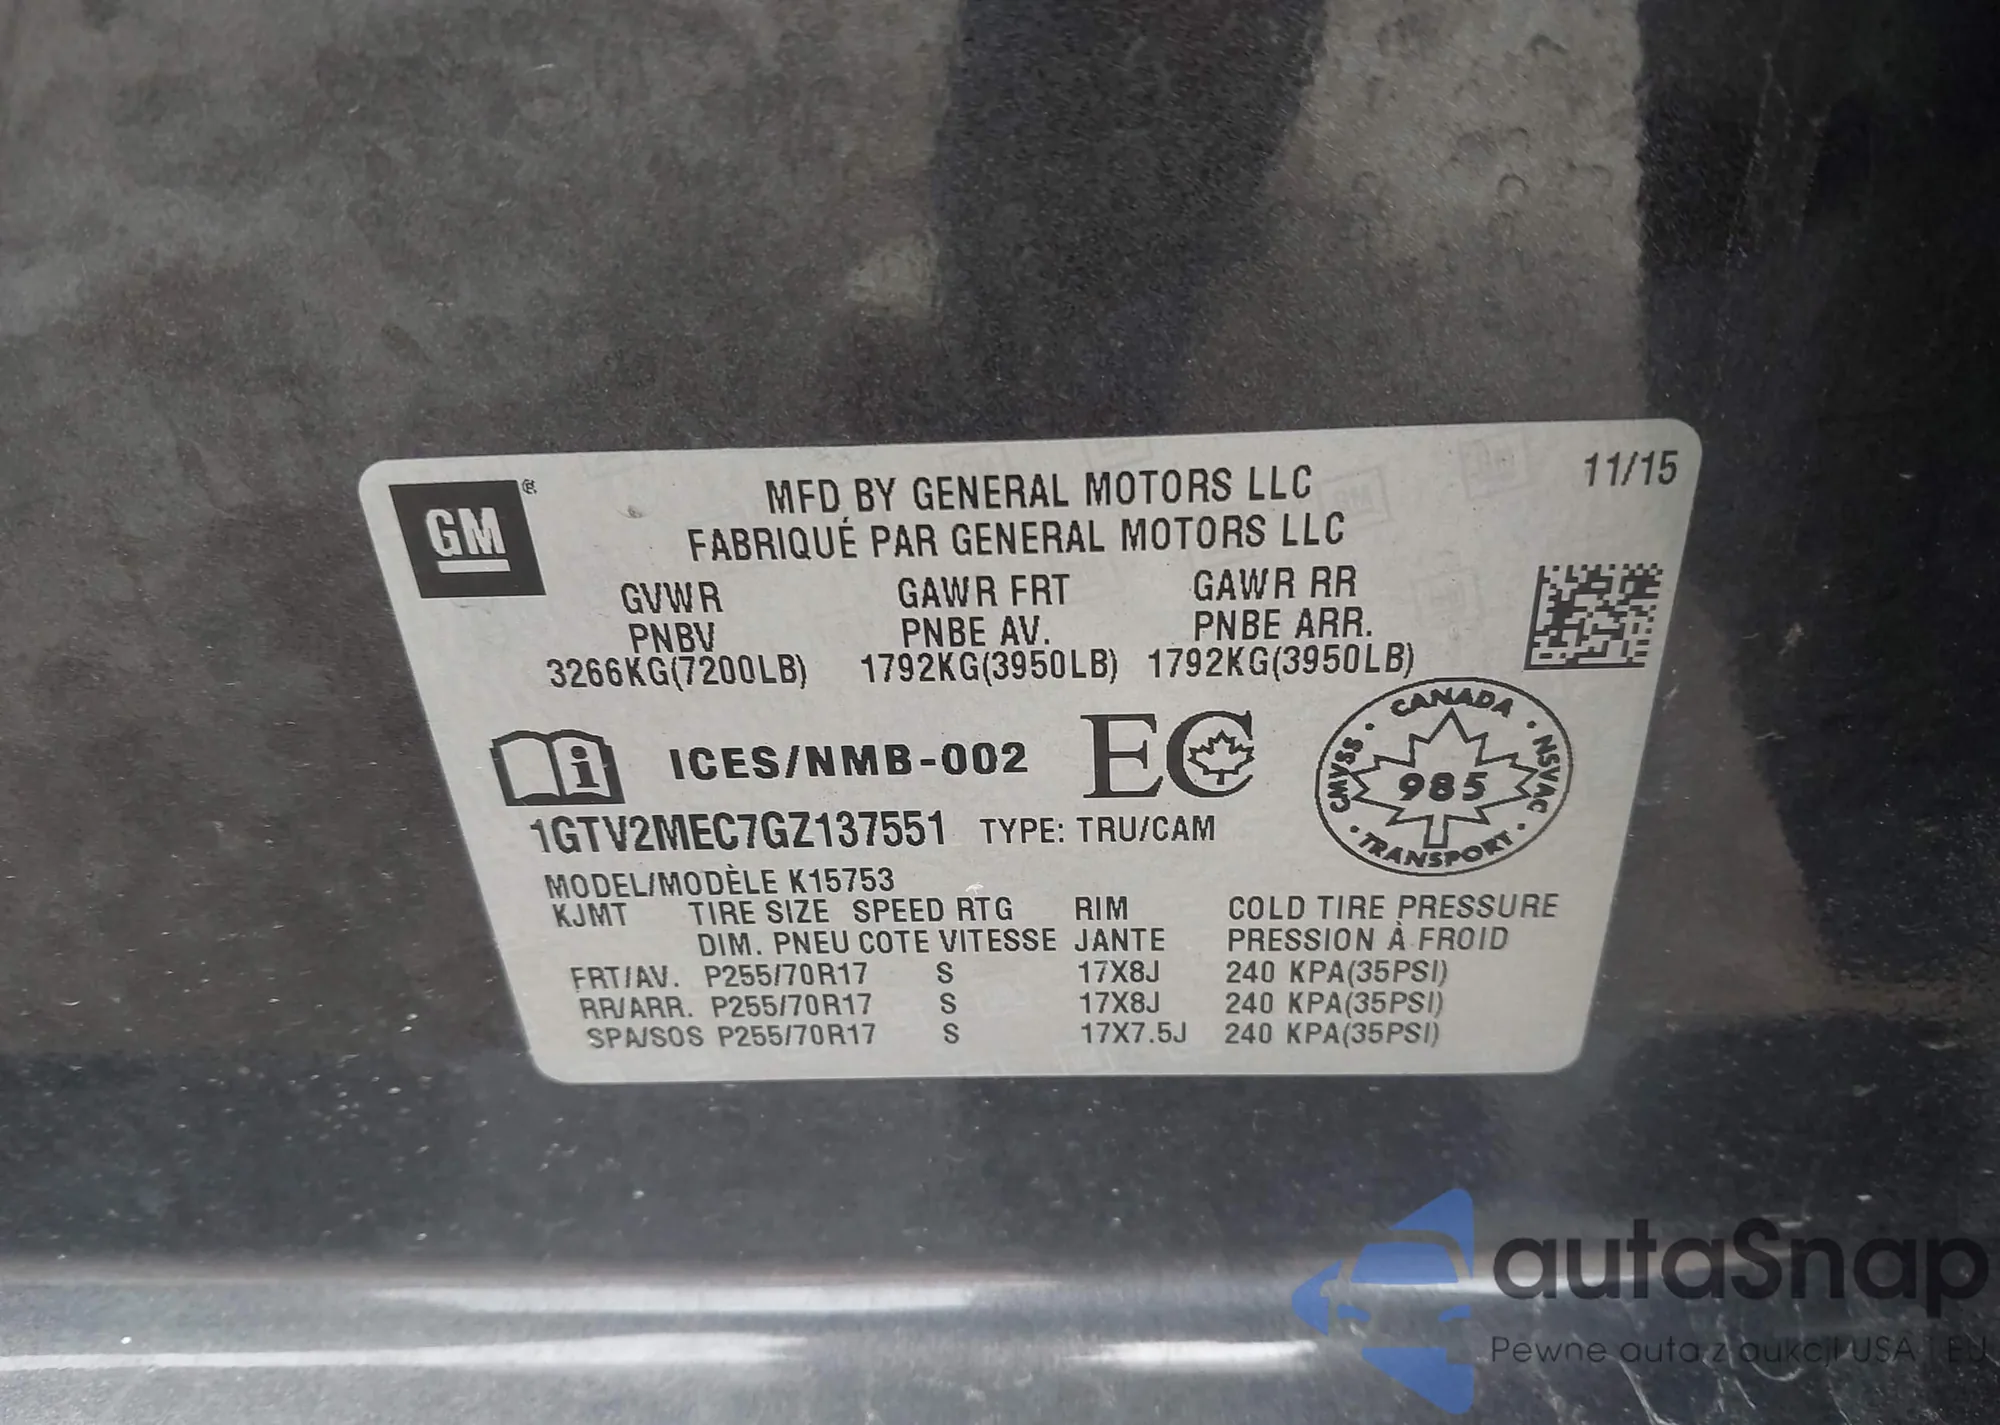 GM®
11/15
MFD BY GENERAL MOTORS LLC
FABRIQUÉ PAR GENERAL MOTORS LLC
GVWR GAWR FRT GAWR RR
PNBV PNBE AV. PNBE ARR.
3266KG(7200LB) 1792KG(3950LB) 1792KG(3950LB)
i ICES/NMB-002 EC
CANADA
CMVSS 985 NSVAC
TRANSPORT
1GTV2MEC7GZ137551 TYPE: TRU/CAM
MODEL/MODÈLE K15753
KJMT TIRE SIZE SPEED RTG RIM COLD TIRE PRESSURE
DIM. PNEU COTE VITESSE JANTE PRESSION À FROID
FRT/AV. P255/70R17 S 17X8J 240 KPA(35PSI)
RR/ARR. P255/70R17 S 17X8J 240 KPA(35PSI)
SPA/SOS P255/70R17 S 17X7.5J 240 KPA(35PSI)
autaSnap
Pewne auta z aukcji USA i EU